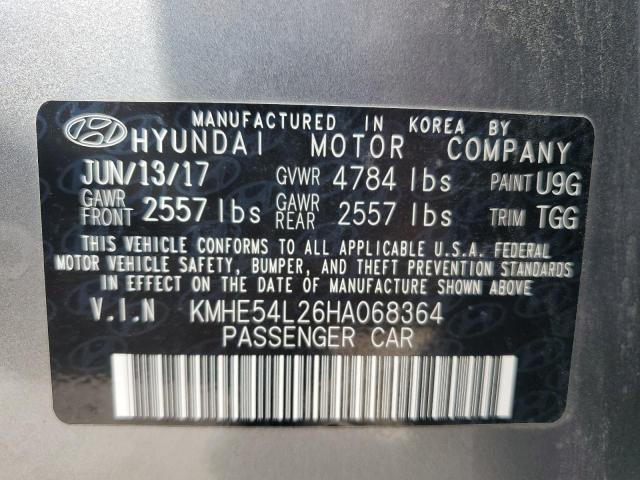 MANUFACTURED IN KOREA BY
HYUNDAI MOTOR COMPANY
JUN/13/17 GVWR 4784 lbs PAINT U9G
GAWR FRONT 2557 lbs GAWR REAR 2557 lbs TRIM TGG
THIS VEHICLE CONFORMS TO ALL APPLICABLE U.S.A. FEDERAL
MOTOR VEHICLE SAFETY, BUMPER, AND THEFT PREVENTION STANDARDS
IN EFFECT ON THE DATE OF MANUFACTURE SHOWN ABOVE.
V.I.N KMHE54L26HA068364
PASSENGER CAR